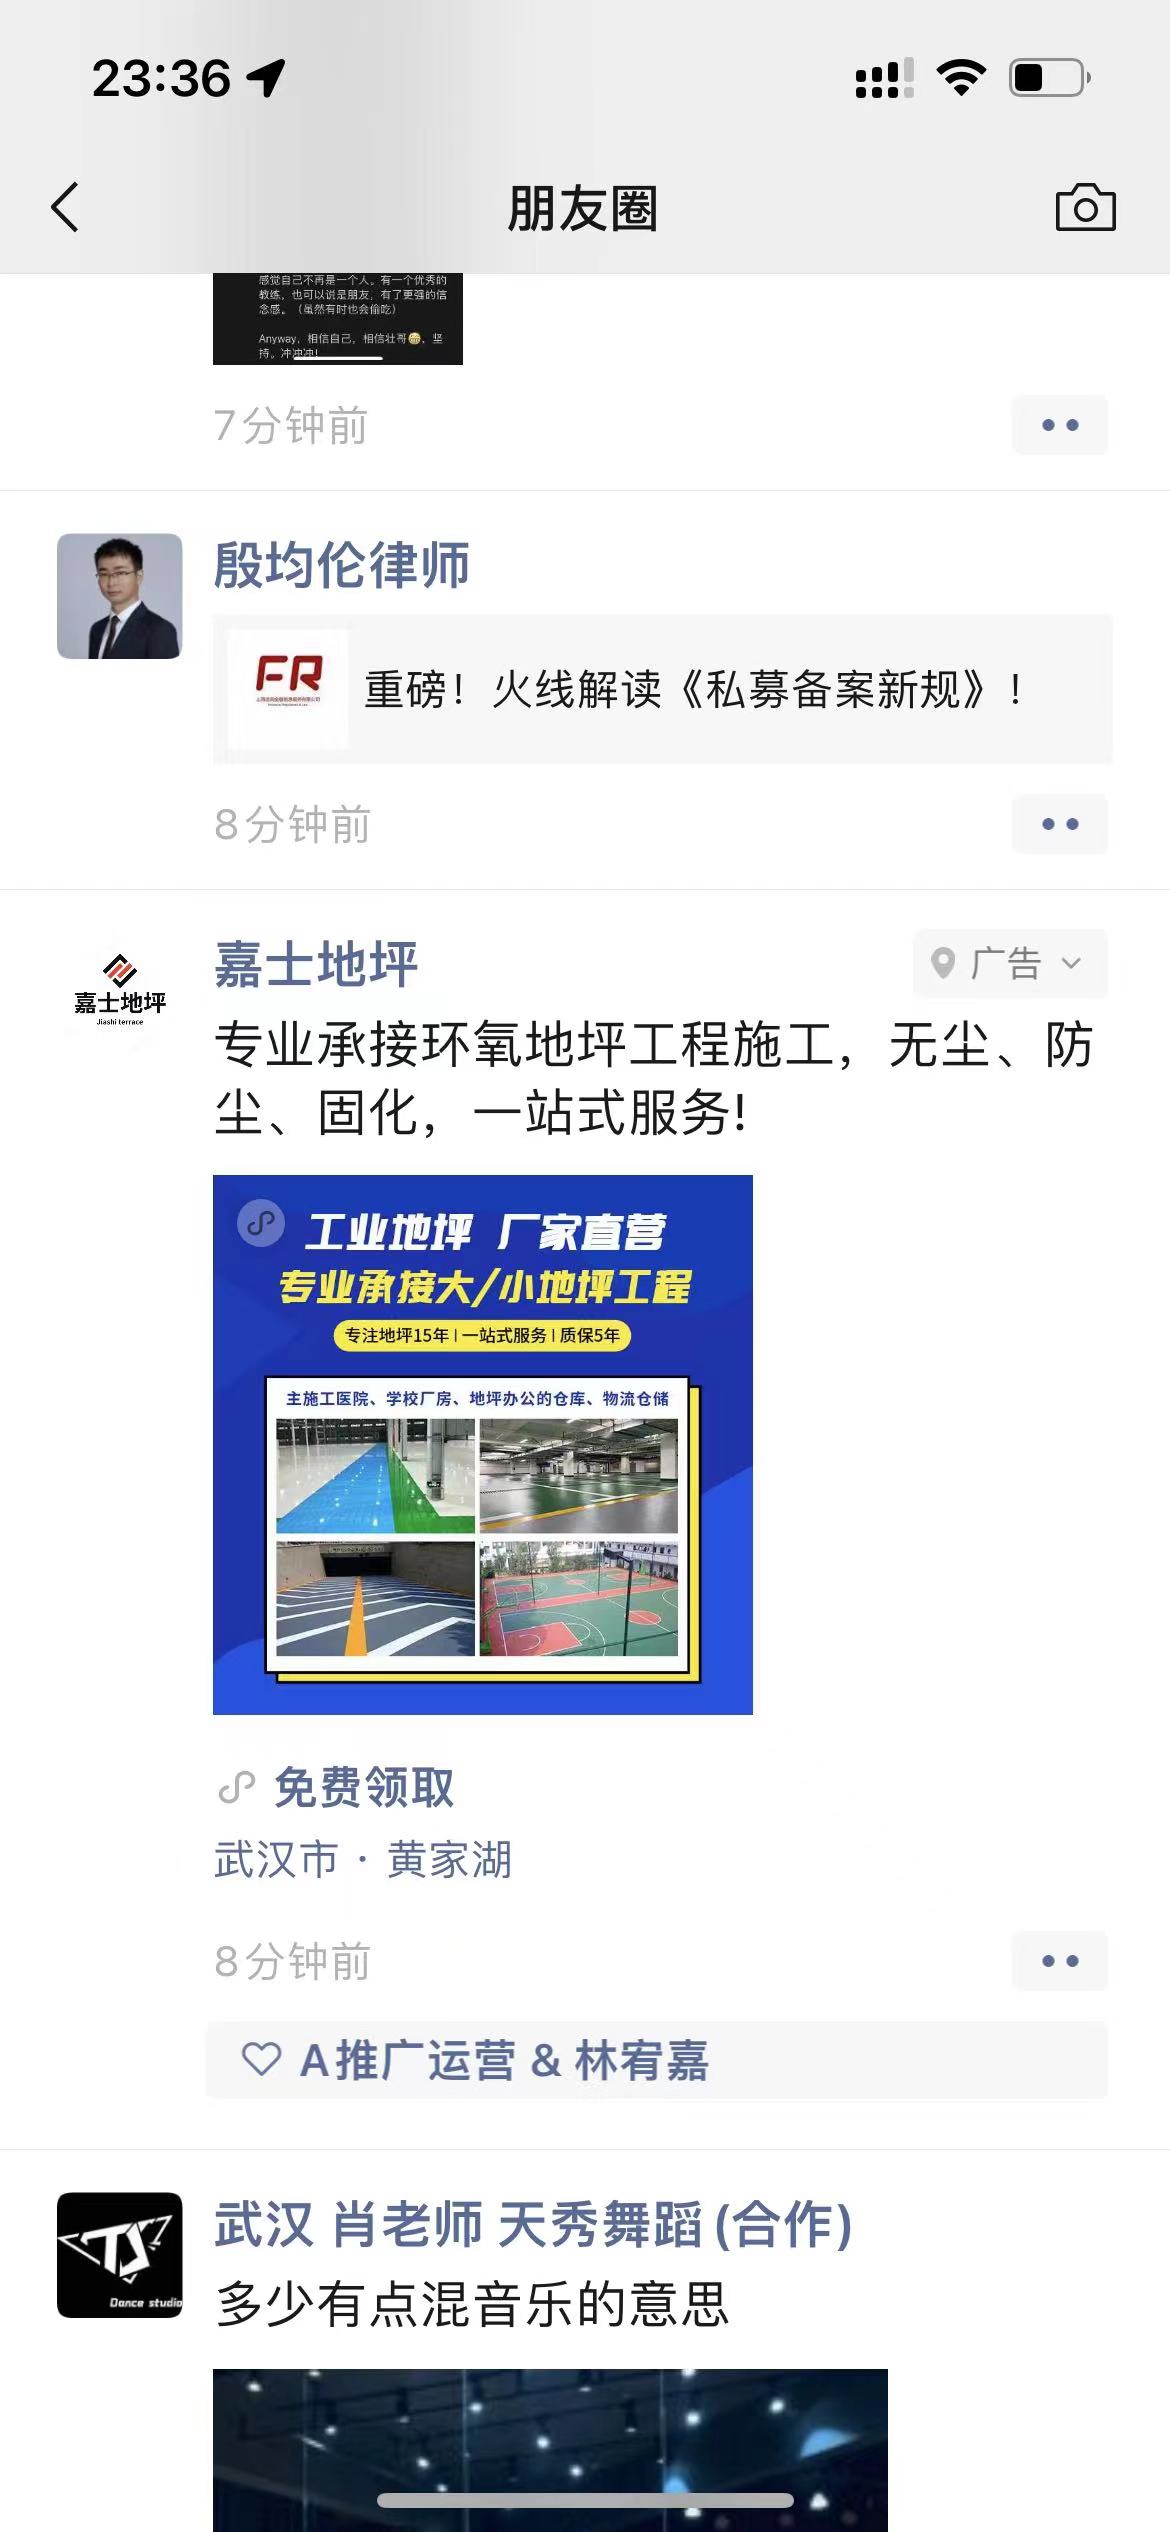 23:36
朋友圈
感觉自己不再是一个人。有一个优秀的
教练，也可以说是朋友，有了更强的信
念感。（虽然有时也会偷吃）
Anyway，相信自己，相信壮哥😁，坚
持。冲冲冲！
7分钟前
殷均伦律师
FR
重磅！火线解读《私募备案新规》！
8分钟前
嘉士地坪
广告
嘉士地坪
Jiashi terrace
专业承接环氧地坪工程施工，无尘、防
尘、固化，一站式服务!
工业地坪 厂家直营
专业承接大/小地坪工程
专注地坪15年 | 一站式服务 | 质保5年
主施工医院、学校厂房、地坪办公的仓库、物流仓储
免费领取
武汉市 · 黄家湖
8分钟前
A推广运营 & 林宥嘉
武汉 肖老师 天秀舞蹈(合作)
TS
Dance studio
多少有点混音乐的意思